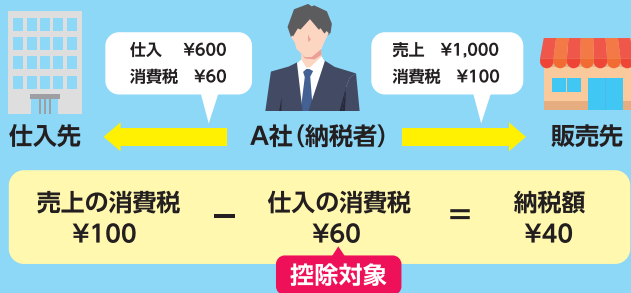 仕入 ¥600
消費税 ¥60
売上 ¥1,000
消費税 ¥100
仕入先
A社（納税者）
販売先
売上の消費税 － 仕入の消費税 ＝ 納税額
¥100 ¥60 ¥40
控除対象